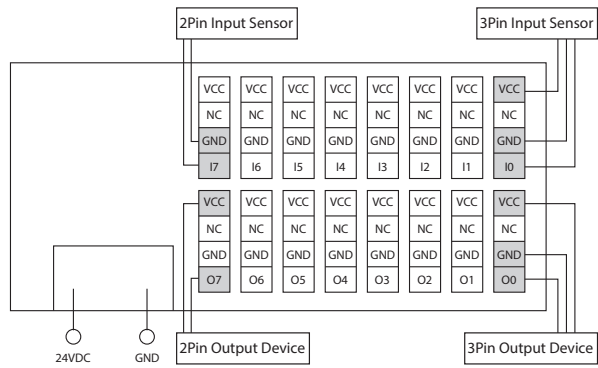 2Pin Input Sensor 3Pin Input Sensor
VCC VCC VCC VCC VCC VCC VCC VCC
NC NC NC NC NC NC NC NC
GND GND GND GND GND GND GND GND
I7 I6 I5 I4 I3 I2 I1 I0
VCC VCC VCC VCC VCC VCC VCC VCC
NC NC NC NC NC NC NC NC
GND GND GND GND GND GND GND GND
O7 O6 O5 O4 O3 O2 O1 O0
24VDC GND 2Pin Output Device 3Pin Output Device